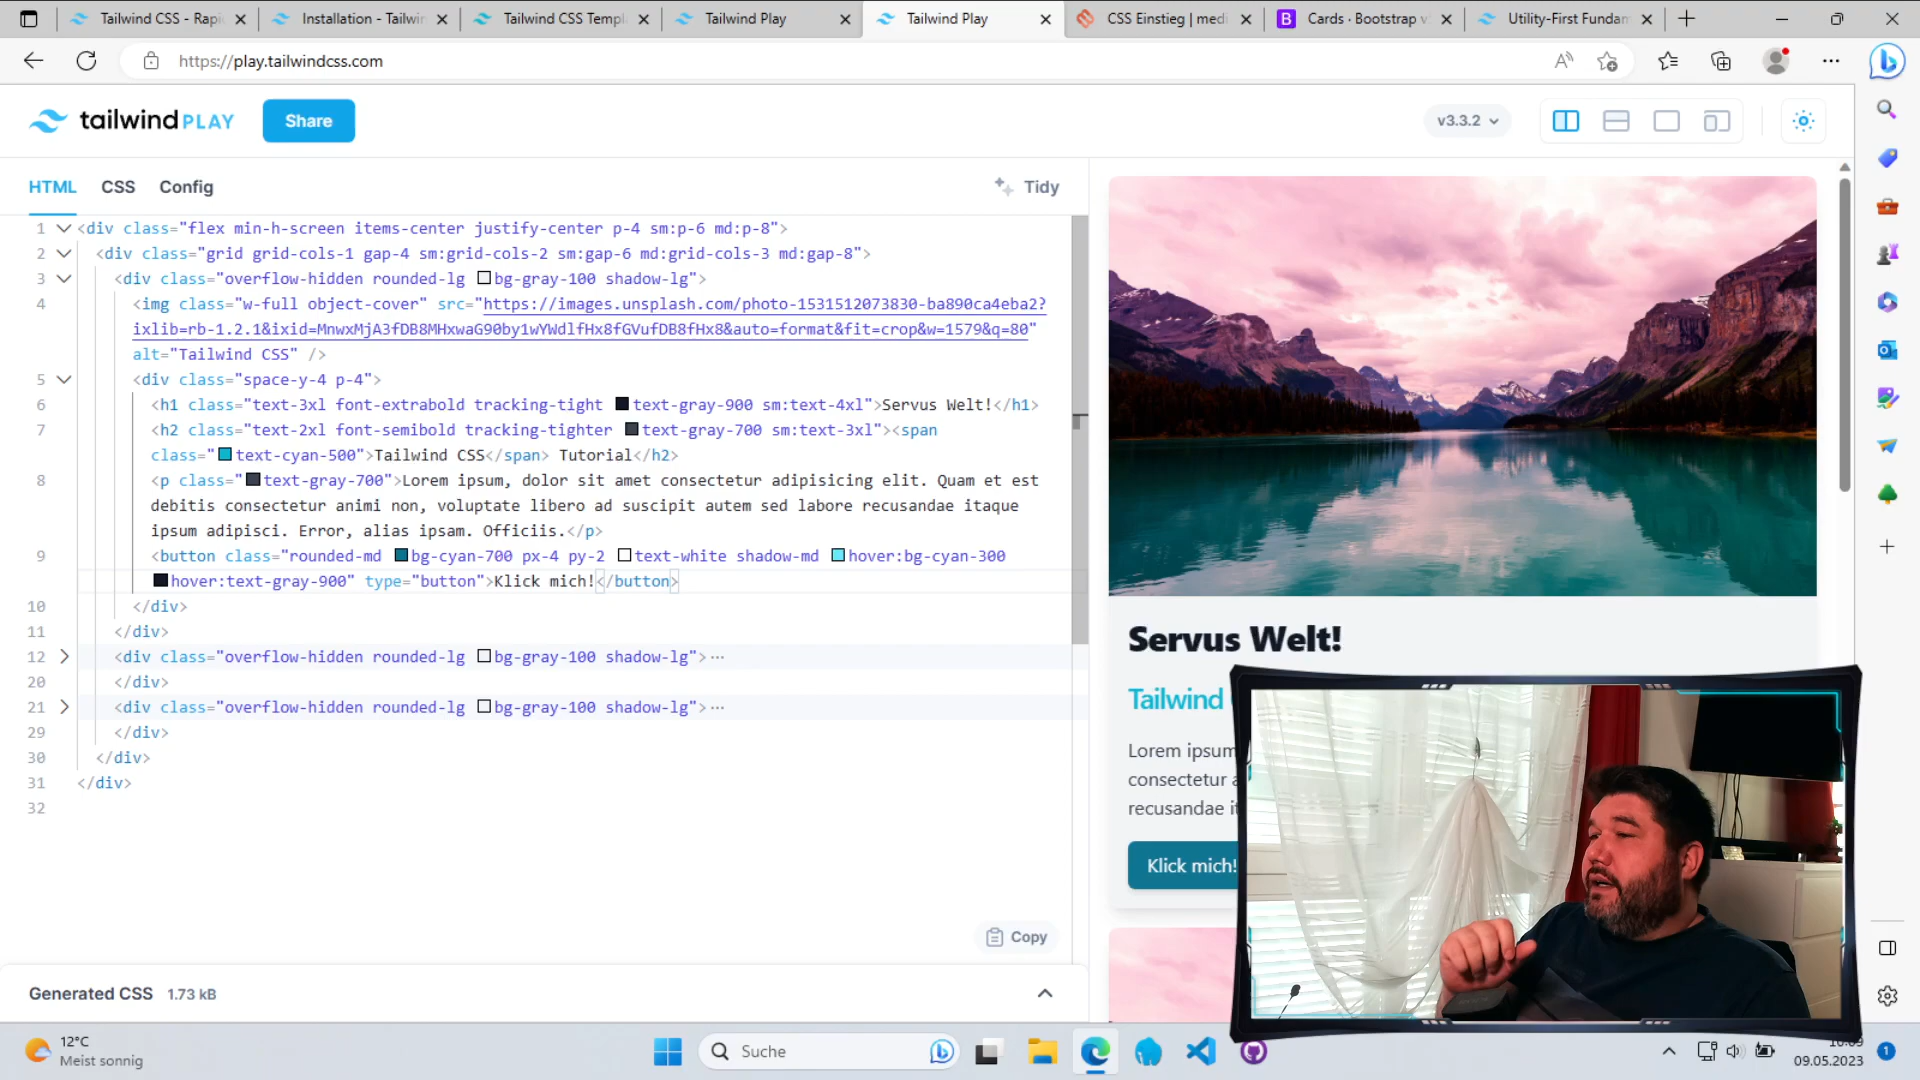 Tailwind CSS - Rapi
Installation - Tailwi
Tailwind CSS Templ
Tailwind Play
Tailwind Play
CSS Einstieg | medi
Cards · Bootstrap v
Utility-First Fundam
https://play.tailwindcss.com
tailwind PLAY
Share
v3.3.2
HTML CSS Config
Tidy
1 <div class="flex min-h-screen items-center justify-center p-4 sm:p-6 md:p-8">
2 <div class="grid grid-cols-1 gap-4 sm:grid-cols-2 sm:gap-6 md:grid-cols-3 md:gap-8">
3 <div class="overflow-hidden rounded-lg bg-gray-100 shadow-lg">
4 <img class="w-full object-cover" src="https://images.unsplash.com/photo-1531512073830-ba890ca4eba2?
ixlib=rb-1.2.1&ixid=MnwxMjA3fDB8MHxwaG90by1wYWdlfHx8fGVufDB8fHx8&auto=format&fit=crop&w=1579&q=80"
alt="Tailwind CSS" />
5 <div class="space-y-4 p-4">
6 <h1 class="text-3xl font-extrabold tracking-tight text-gray-900 sm:text-4xl">Servus Welt!</h1>
7 <h2 class="text-2xl font-semibold tracking-tighter text-gray-700 sm:text-3xl"><span
class="text-cyan-500">Tailwind CSS</span> Tutorial</h2>
8 <p class="text-gray-700">Lorem ipsum, dolor sit amet consectetur adipisicing elit. Quam et est
debitis consectetur animi non, voluptate libero ad suscipit autem sed labore recusandae itaque
ipsum adipisci. Error, alias ipsam. Officiis.</p>
9 <button class="rounded-md bg-cyan-700 px-4 py-2 text-white shadow-md hover:bg-cyan-300
hover:text-gray-900" type="button">Klick mich!</button>
10 </div>
11 </div>
12 <div class="overflow-hidden rounded-lg bg-gray-100 shadow-lg">···
20 </div>
21 <div class="overflow-hidden rounded-lg bg-gray-100 shadow-lg">···
29 </div>
30 </div>
31 </div>
32
Copy
Generated CSS 1.73 kB
Servus Welt!
Tailwind
Lorem ipsum
consectetur
recusandae
Klick mich!
12°C
Meist sonnig
Suche
09.05.2023
1